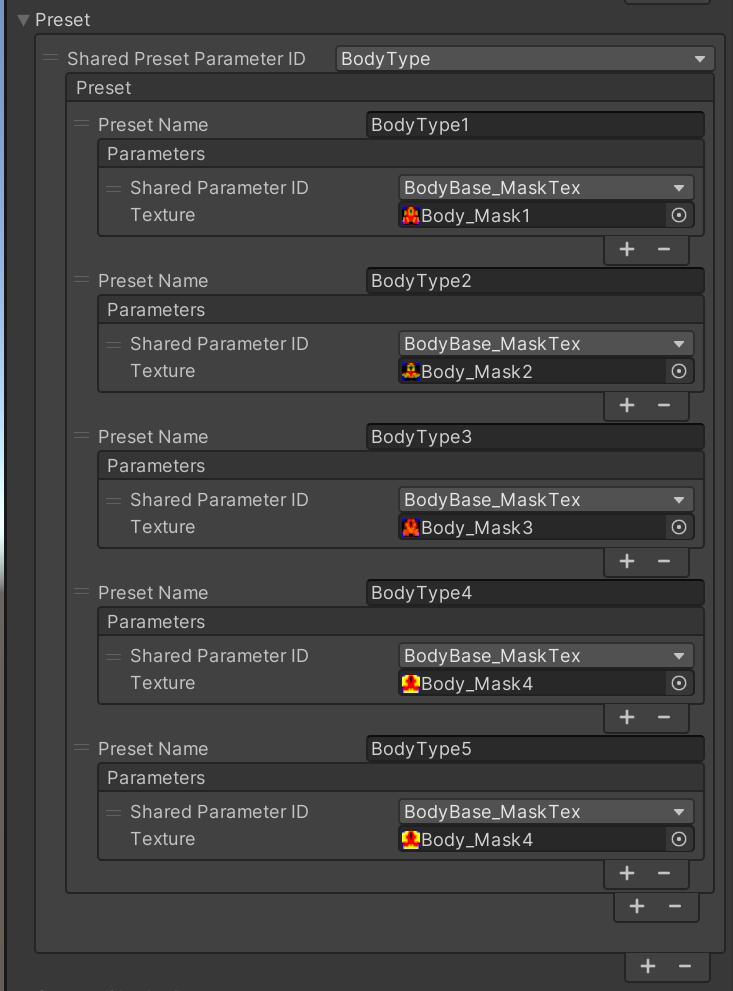 Preset
Shared Preset Parameter ID BodyType
Preset
Preset Name BodyType1
Parameters
Shared Parameter ID BodyBase_MaskTex
Texture Body_Mask1
Preset Name BodyType2
Parameters
Shared Parameter ID BodyBase_MaskTex
Texture Body_Mask2
Preset Name BodyType3
Parameters
Shared Parameter ID BodyBase_MaskTex
Texture Body_Mask3
Preset Name BodyType4
Parameters
Shared Parameter ID BodyBase_MaskTex
Texture Body_Mask4
Preset Name BodyType5
Parameters
Shared Parameter ID BodyBase_MaskTex
Texture Body_Mask4